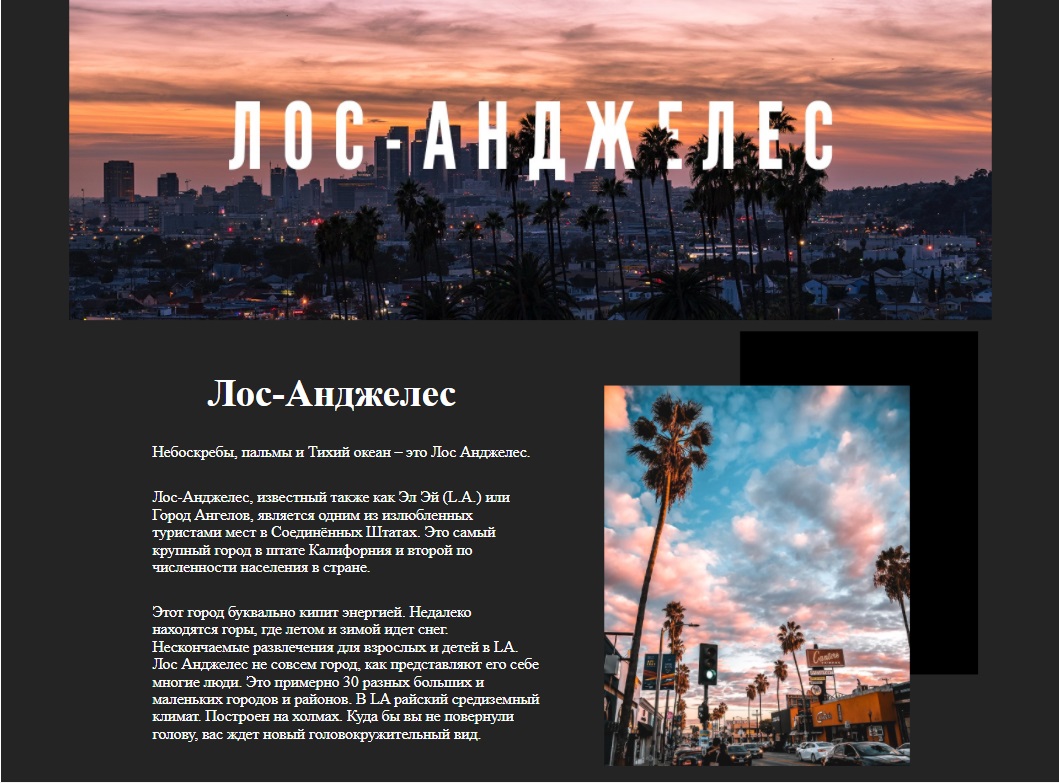 ЛОС-АНДЖЕЛЕС
Лос-Анджелес
Небоскребы, пальмы и Тихий океан – это Лос Анджелес.
Лос-Анджелес, известный также как Эл Эй (L.A.) или
Город Ангелов, является одним из излюбленных
туристами мест в Соединённых Штатах. Это самый
крупный город в штате Калифорния и второй по
численности населения в стране.
Этот город буквально кипит энергией. Недалеко
находятся горы, где летом и зимой идет снег.
Нескончаемые развлечения для взрослых и детей в LA.
Лос Анджелес не совсем город, как представляют его себе
многие люди. Это примерно 30 разных больших и
маленьких городов и районов. В LA райский средиземный
климат. Построен на холмах. Куда бы вы не повернули
голову, вас ждет новый головокружительный вид.